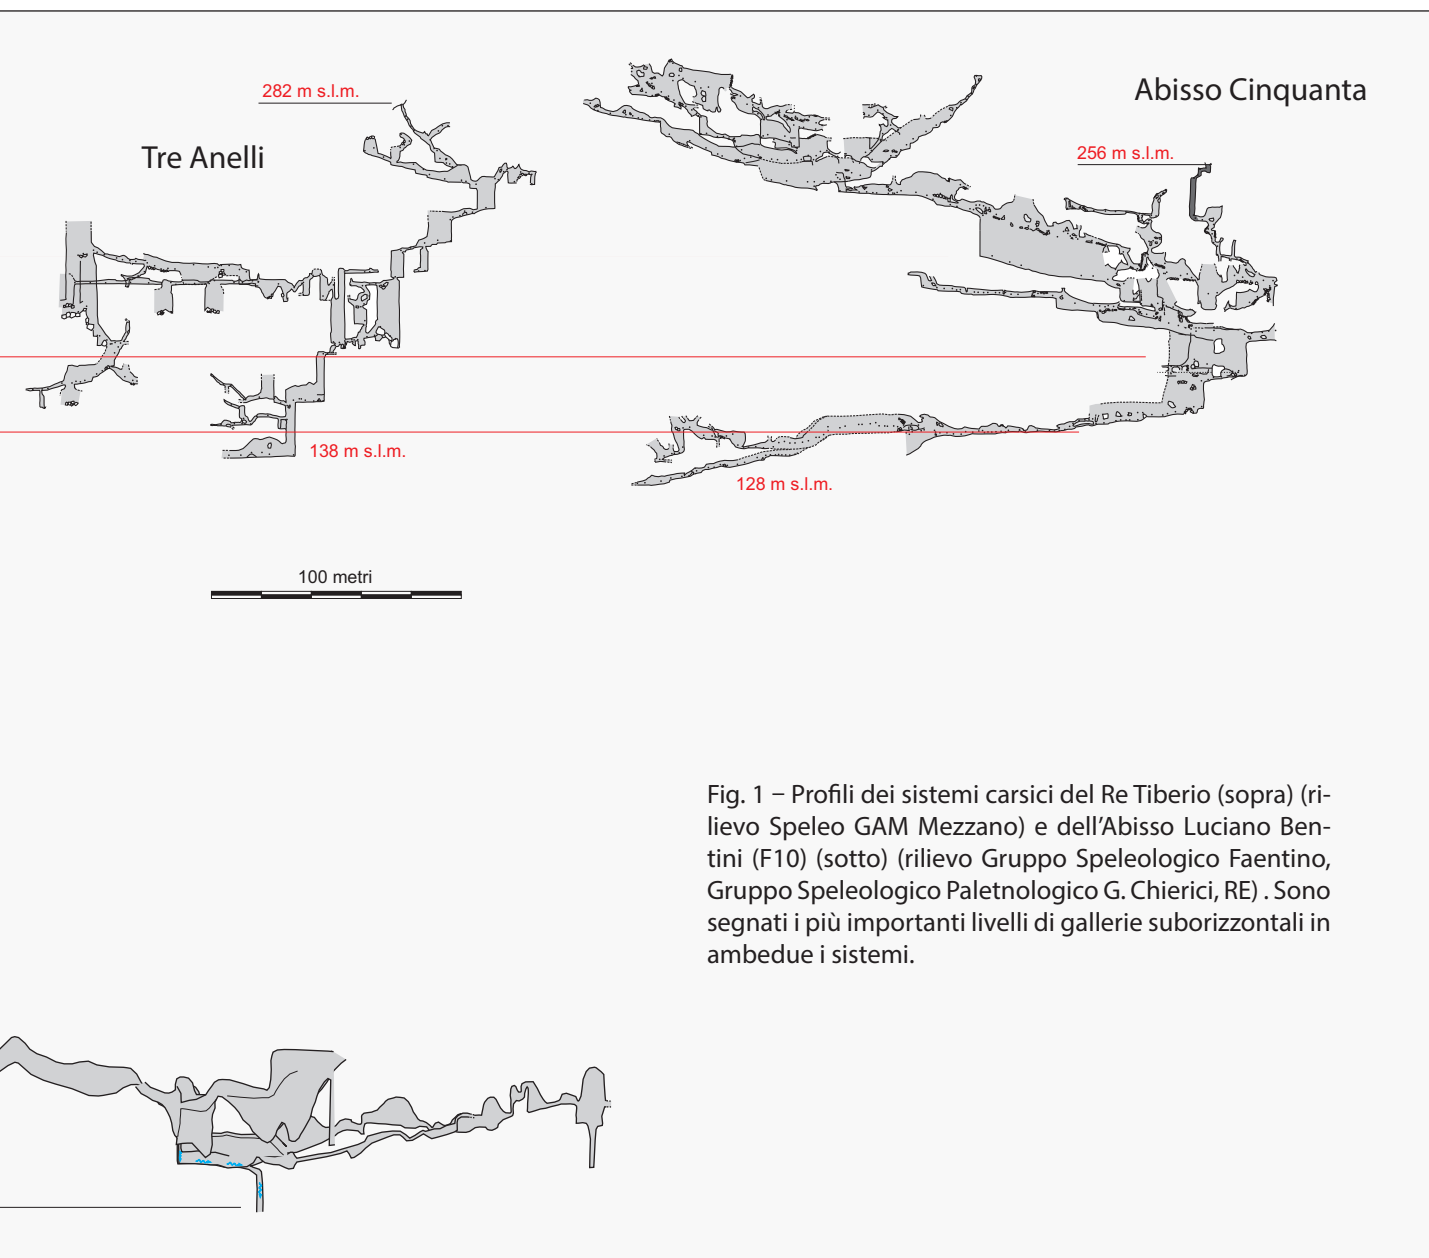 282 m s.l.m.
Abisso Cinquanta
Tre Anelli
256 m s.l.m.
138 m s.l.m.
128 m s.l.m.
100 metri
Fig. 1 – Profili dei sistemi carsici del Re Tiberio (sopra) (ri-
lievo Speleo GAM Mezzano) e dell’Abisso Luciano Ben-
tini (F10) (sotto) (rilievo Gruppo Speleologico Faentino,
Gruppo Speleologico Paletnologico G. Chierici, RE) . Sono
segnati i più importanti livelli di gallerie suborizzontali in
ambedue i sistemi.